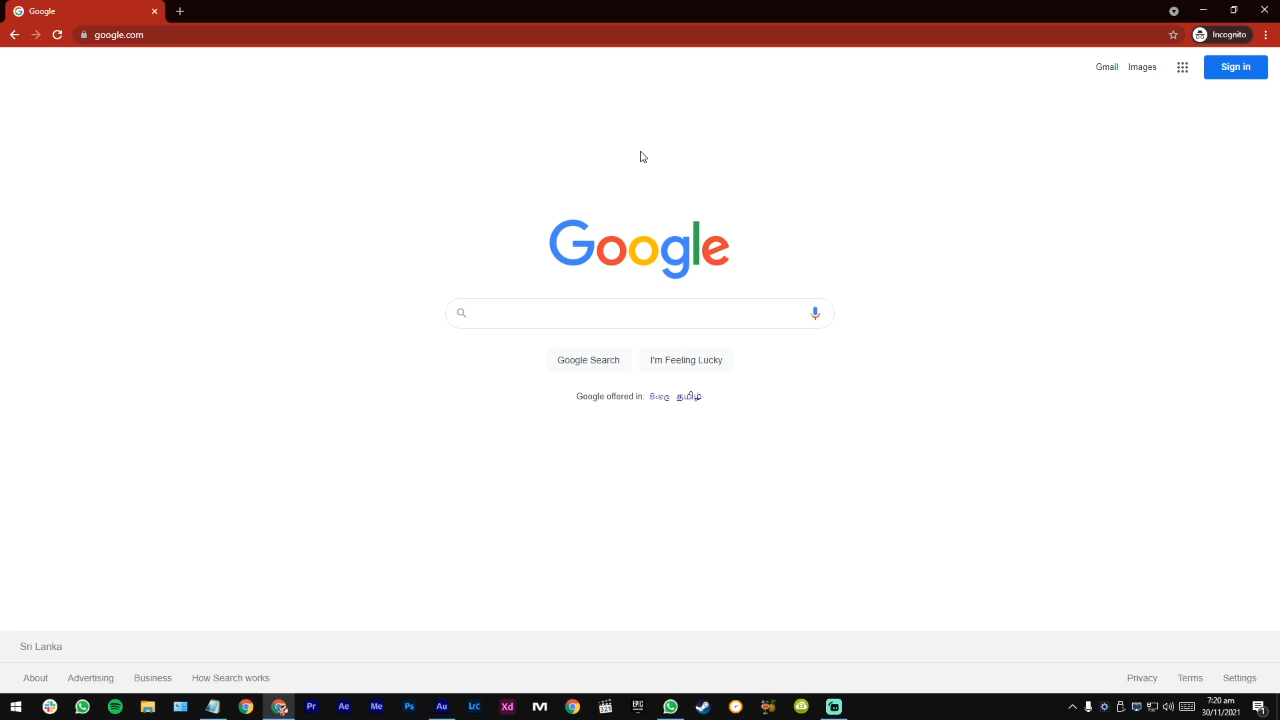 Google
google.com
Incognito
Gmail Images
Sign in
Google
Google Search I'm Feeling Lucky
Google offered in: සිංහල தமிழ்
Sri Lanka
About Advertising Business How Search works
Privacy Terms Settings
Pr Ae Me Ps Au Lrc Xd
EPIC
7:20 am
30/11/2021